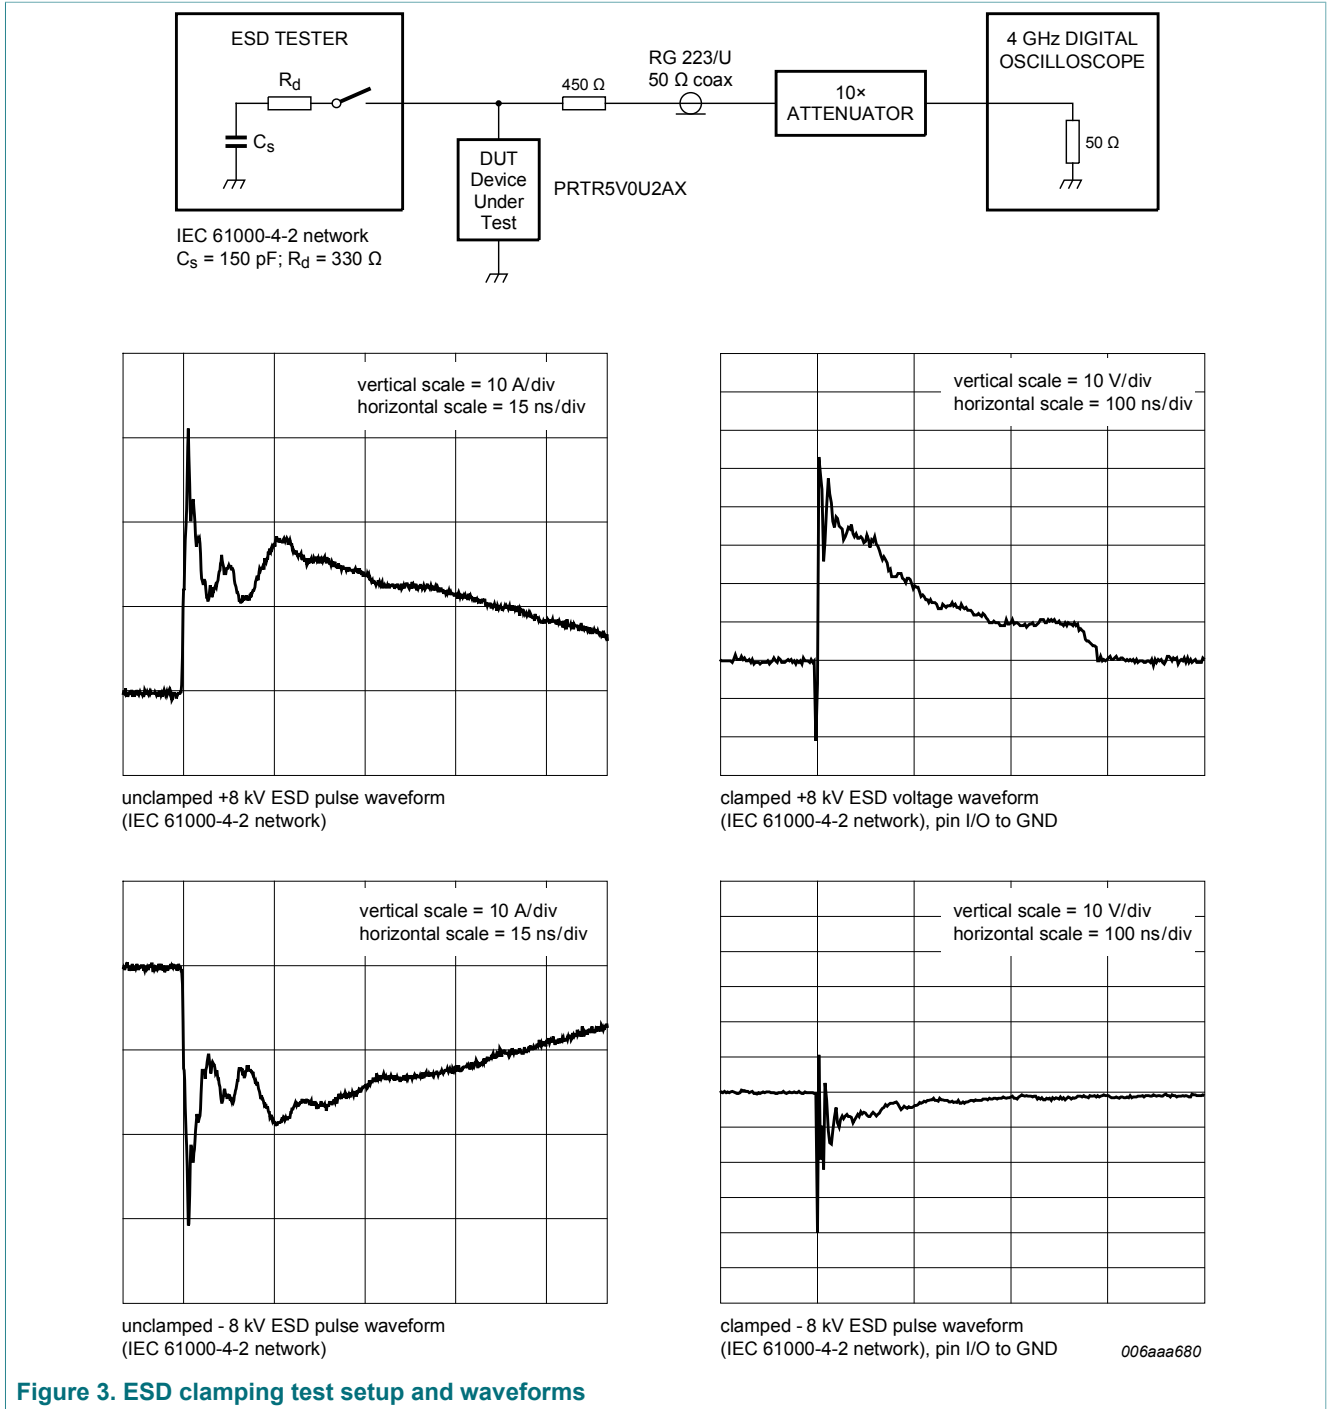 ESD TESTER
Rd
Cs
IEC 61000-4-2 network
Cs = 150 pF; Rd = 330 Ω
450 Ω
RG 223/U
50 Ω coax
DUT
Device
Under
Test
PRTR5V0U2AX
10×
ATTENUATOR
4 GHz DIGITAL
OSCILLOSCOPE
50 Ω
vertical scale = 10 A/div
horizontal scale = 15 ns/div
unclamped +8 kV ESD pulse waveform
(IEC 61000-4-2 network)
vertical scale = 10 V/div
horizontal scale = 100 ns/div
clamped +8 kV ESD voltage waveform
(IEC 61000-4-2 network), pin I/O to GND
vertical scale = 10 A/div
horizontal scale = 15 ns/div
unclamped - 8 kV ESD pulse waveform
(IEC 61000-4-2 network)
vertical scale = 10 V/div
horizontal scale = 100 ns/div
clamped - 8 kV ESD pulse waveform
(IEC 61000-4-2 network), pin I/O to GND
006aaa680
Figure 3. ESD clamping test setup and waveforms